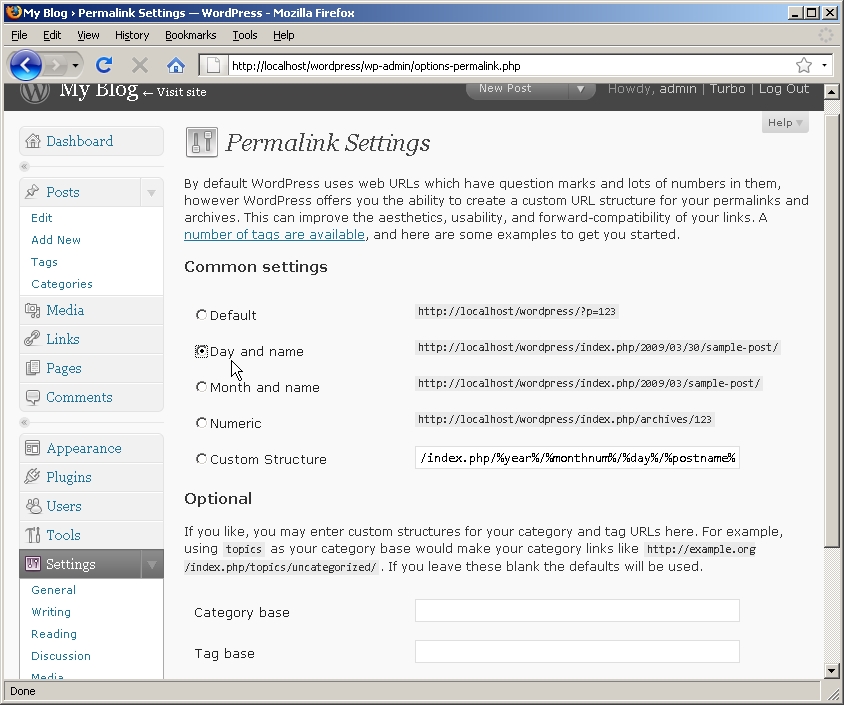 My Blog › Permalink Settings — WordPress - Mozilla Firefox
File Edit View History Bookmarks Tools Help
http://localhost/wordpress/wp-admin/options-permalink.php
My Blog ← Visit site New Post Howdy, admin | Turbo | Log Out
Help
Dashboard
Posts
Edit
Add New
Tags
Categories
Media
Links
Pages
Comments
Appearance
Plugins
Users
Tools
Settings
General
Writing
Reading
Discussion
Media
Permalink Settings
By default WordPress uses web URLs which have question marks and lots of numbers in them,
however WordPress offers you the ability to create a custom URL structure for your permalinks and
archives. This can improve the aesthetics, usability, and forward-compatibility of your links. A
number of tags are available, and here are some examples to get you started.
Common settings
Default http://localhost/wordpress/?p=123
Day and name http://localhost/wordpress/index.php/2009/03/30/sample-post/
Month and name http://localhost/wordpress/index.php/2009/03/sample-post/
Numeric http://localhost/wordpress/index.php/archives/123
Custom Structure /index.php/%year%/%monthnum%/%day%/%postname%
Optional
If you like, you may enter custom structures for your category and tag URLs here. For example,
using topics as your category base would make your category links like http://example.org
/index.php/topics/uncategorized/ . If you leave these blank the defaults will be used.
Category base
Tag base
Done